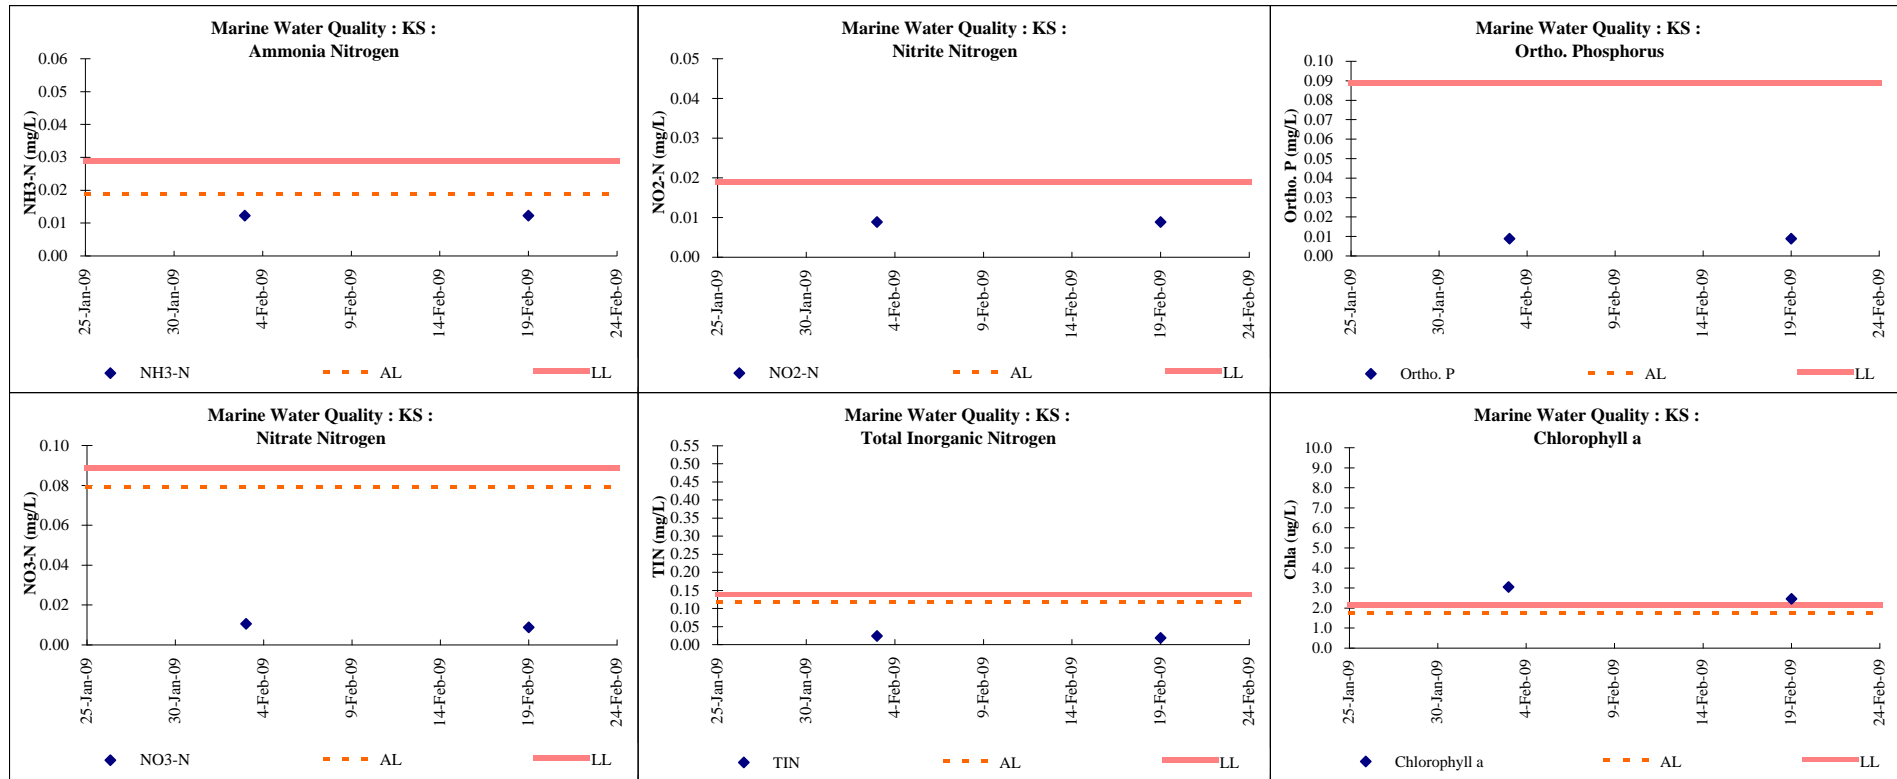 Marine Water Quality : KS :
Ammonia Nitrogen
NH3-N (mg/L)
0.06
0.05
0.04
0.03
0.02
0.01
0.00
25-Jan-09
30-Jan-09
4-Feb-09
9-Feb-09
14-Feb-09
19-Feb-09
24-Feb-09
NH3-N AL LL
Marine Water Quality : KS :
Nitrite Nitrogen
NO2-N (mg/L)
0.05
0.04
0.03
0.02
0.01
0.00
25-Jan-09
30-Jan-09
4-Feb-09
9-Feb-09
14-Feb-09
19-Feb-09
24-Feb-09
NO2-N AL LL
Marine Water Quality : KS :
Ortho. Phosphorus
Ortho. P (mg/L)
0.10
0.09
0.08
0.07
0.06
0.05
0.04
0.03
0.02
0.01
0.00
25-Jan-09
30-Jan-09
4-Feb-09
9-Feb-09
14-Feb-09
19-Feb-09
24-Feb-09
Ortho. P AL LL
Marine Water Quality : KS :
Nitrate Nitrogen
NO3-N (mg/L)
0.10
0.08
0.06
0.04
0.02
0.00
25-Jan-09
30-Jan-09
4-Feb-09
9-Feb-09
14-Feb-09
19-Feb-09
24-Feb-09
NO3-N AL LL
Marine Water Quality : KS :
Total Inorganic Nitrogen
TIN (mg/L)
0.55
0.50
0.45
0.40
0.35
0.30
0.25
0.20
0.15
0.10
0.05
0.00
25-Jan-09
30-Jan-09
4-Feb-09
9-Feb-09
14-Feb-09
19-Feb-09
24-Feb-09
TIN AL LL
Marine Water Quality : KS :
Chlorophyll a
Chla (ug/L)
10.0
9.0
8.0
7.0
6.0
5.0
4.0
3.0
2.0
1.0
0.0
25-Jan-09
30-Jan-09
4-Feb-09
9-Feb-09
14-Feb-09
19-Feb-09
24-Feb-09
Chlorophyll a AL LL